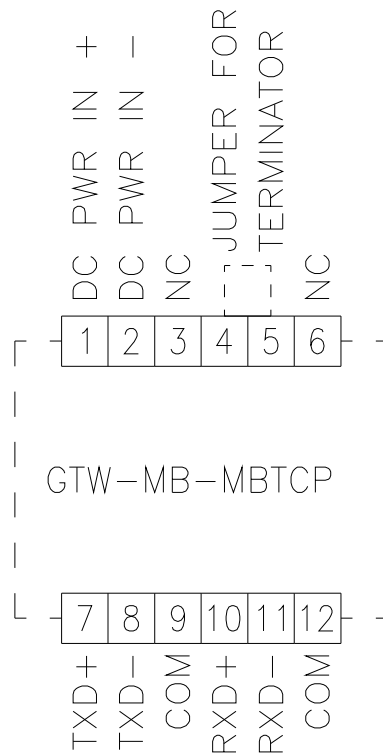 DC PWR IN +
DC PWR IN -
NC
JUMPER FOR
TERMINATOR
NC
1 2 3 4 5 6
GTW-MB-MBTCP
7 8 9 10 11 12
TXD+
TXD-
COM
RXD+
RXD-
COM